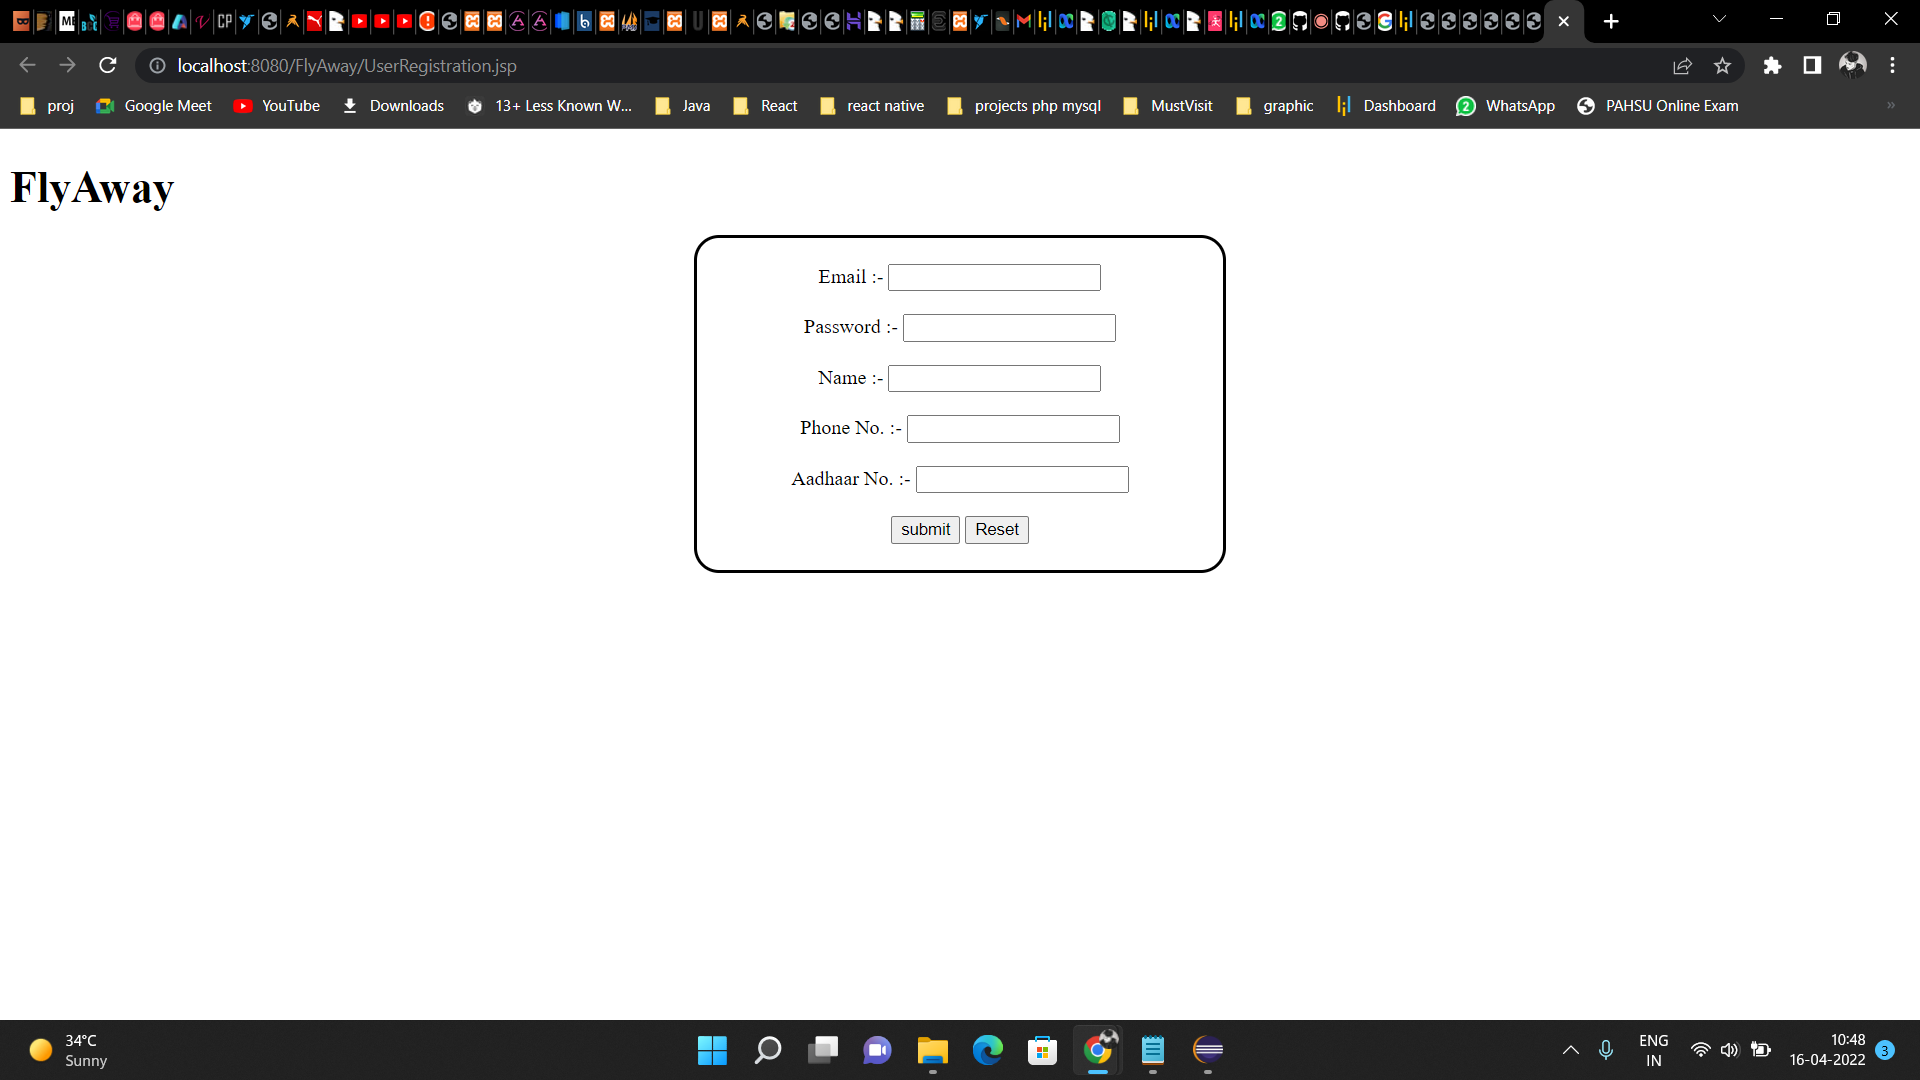 localhost:8080/FlyAway/UserRegistration.jsp
proj Google Meet YouTube Downloads 13+ Less Known W... Java React react native projects php mysql MustVisit graphic Dashboard 2 WhatsApp PAHSU Online Exam »
FlyAway
Email :-
Password :-
Name :-
Phone No. :-
Aadhaar No. :-
submit Reset
34°C
Sunny
ENG
IN
10:48
16-04-2022
3